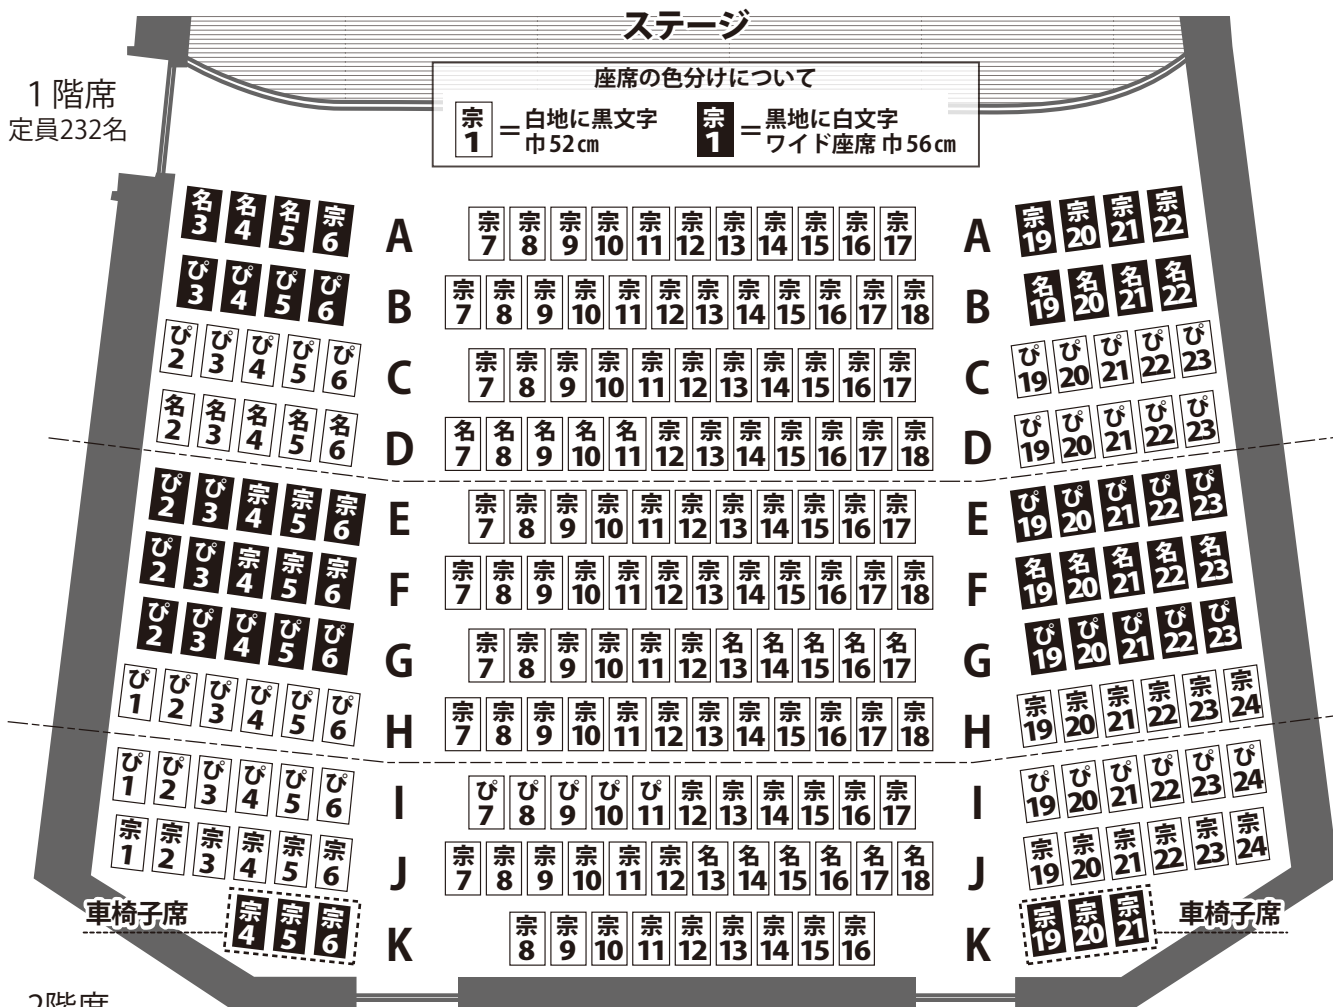 ステージ
1階席
定員232名
座席の色分けについて
宗1＝白地に黒文字 巾52㎝
宗1＝黒地に白文字 ワイド座席 巾56㎝
名3 名4 名5 宗6 A 宗7 宗8 宗9 宗10 宗11 宗12 宗13 宗14 宗15 宗16 宗17 A 宗19 宗20 宗21 宗22
ぴ3 ぴ4 ぴ5 ぴ6 B 宗7 宗8 宗9 宗10 宗11 宗12 宗13 宗14 宗15 宗16 宗17 宗18 B 名19 名20 名21 名22
ぴ2 ぴ3 ぴ4 ぴ5 ぴ6 C 宗7 宗8 宗9 宗10 宗11 宗12 宗13 宗14 宗15 宗16 宗17 C ぴ19 ぴ20 ぴ21 ぴ22 ぴ23
名2 名3 名4 名5 名6 D 名7 名8 名9 名10 名11 宗12 宗13 宗14 宗15 宗16 宗17 宗18 D ぴ19 ぴ20 ぴ21 ぴ22 ぴ23
ぴ2 ぴ3 宗4 宗5 宗6 E 宗7 宗8 宗9 宗10 宗11 宗12 宗13 宗14 宗15 宗16 宗17 E ぴ19 ぴ20 ぴ21 ぴ22 ぴ23
ぴ2 ぴ3 宗4 宗5 宗6 F 宗7 宗8 宗9 宗10 宗11 宗12 宗13 宗14 宗15 宗16 宗17 宗18 F 名19 名20 名21 名22 名23
ぴ2 ぴ3 ぴ4 ぴ5 ぴ6 G 宗7 宗8 宗9 宗10 宗11 宗12 名13 名14 名15 名16 名17 G ぴ19 ぴ20 ぴ21 ぴ22 ぴ23
ぴ1 ぴ2 ぴ3 ぴ4 ぴ5 ぴ6 H 宗7 宗8 宗9 宗10 宗11 宗12 宗13 宗14 宗15 宗16 宗17 宗18 H 宗19 宗20 宗21 宗22 宗23 宗24
ぴ1 ぴ2 ぴ3 ぴ4 ぴ5 ぴ6 I ぴ7 ぴ8 ぴ9 ぴ10 ぴ11 宗12 宗13 宗14 宗15 宗16 宗17 I ぴ19 ぴ20 ぴ21 ぴ22 ぴ23 ぴ24
宗1 宗2 宗3 宗4 宗5 宗6 J 宗7 宗8 宗9 宗10 宗11 宗12 名13 名14 名15 名16 名17 名18 J 宗19 宗20 宗21 宗22 宗23 宗24
車椅子席 宗4 宗5 宗6 K 宗8 宗9 宗10 宗11 宗12 宗13 宗14 宗15 宗16 K 宗19 宗20 宗21 車椅子席
2階席